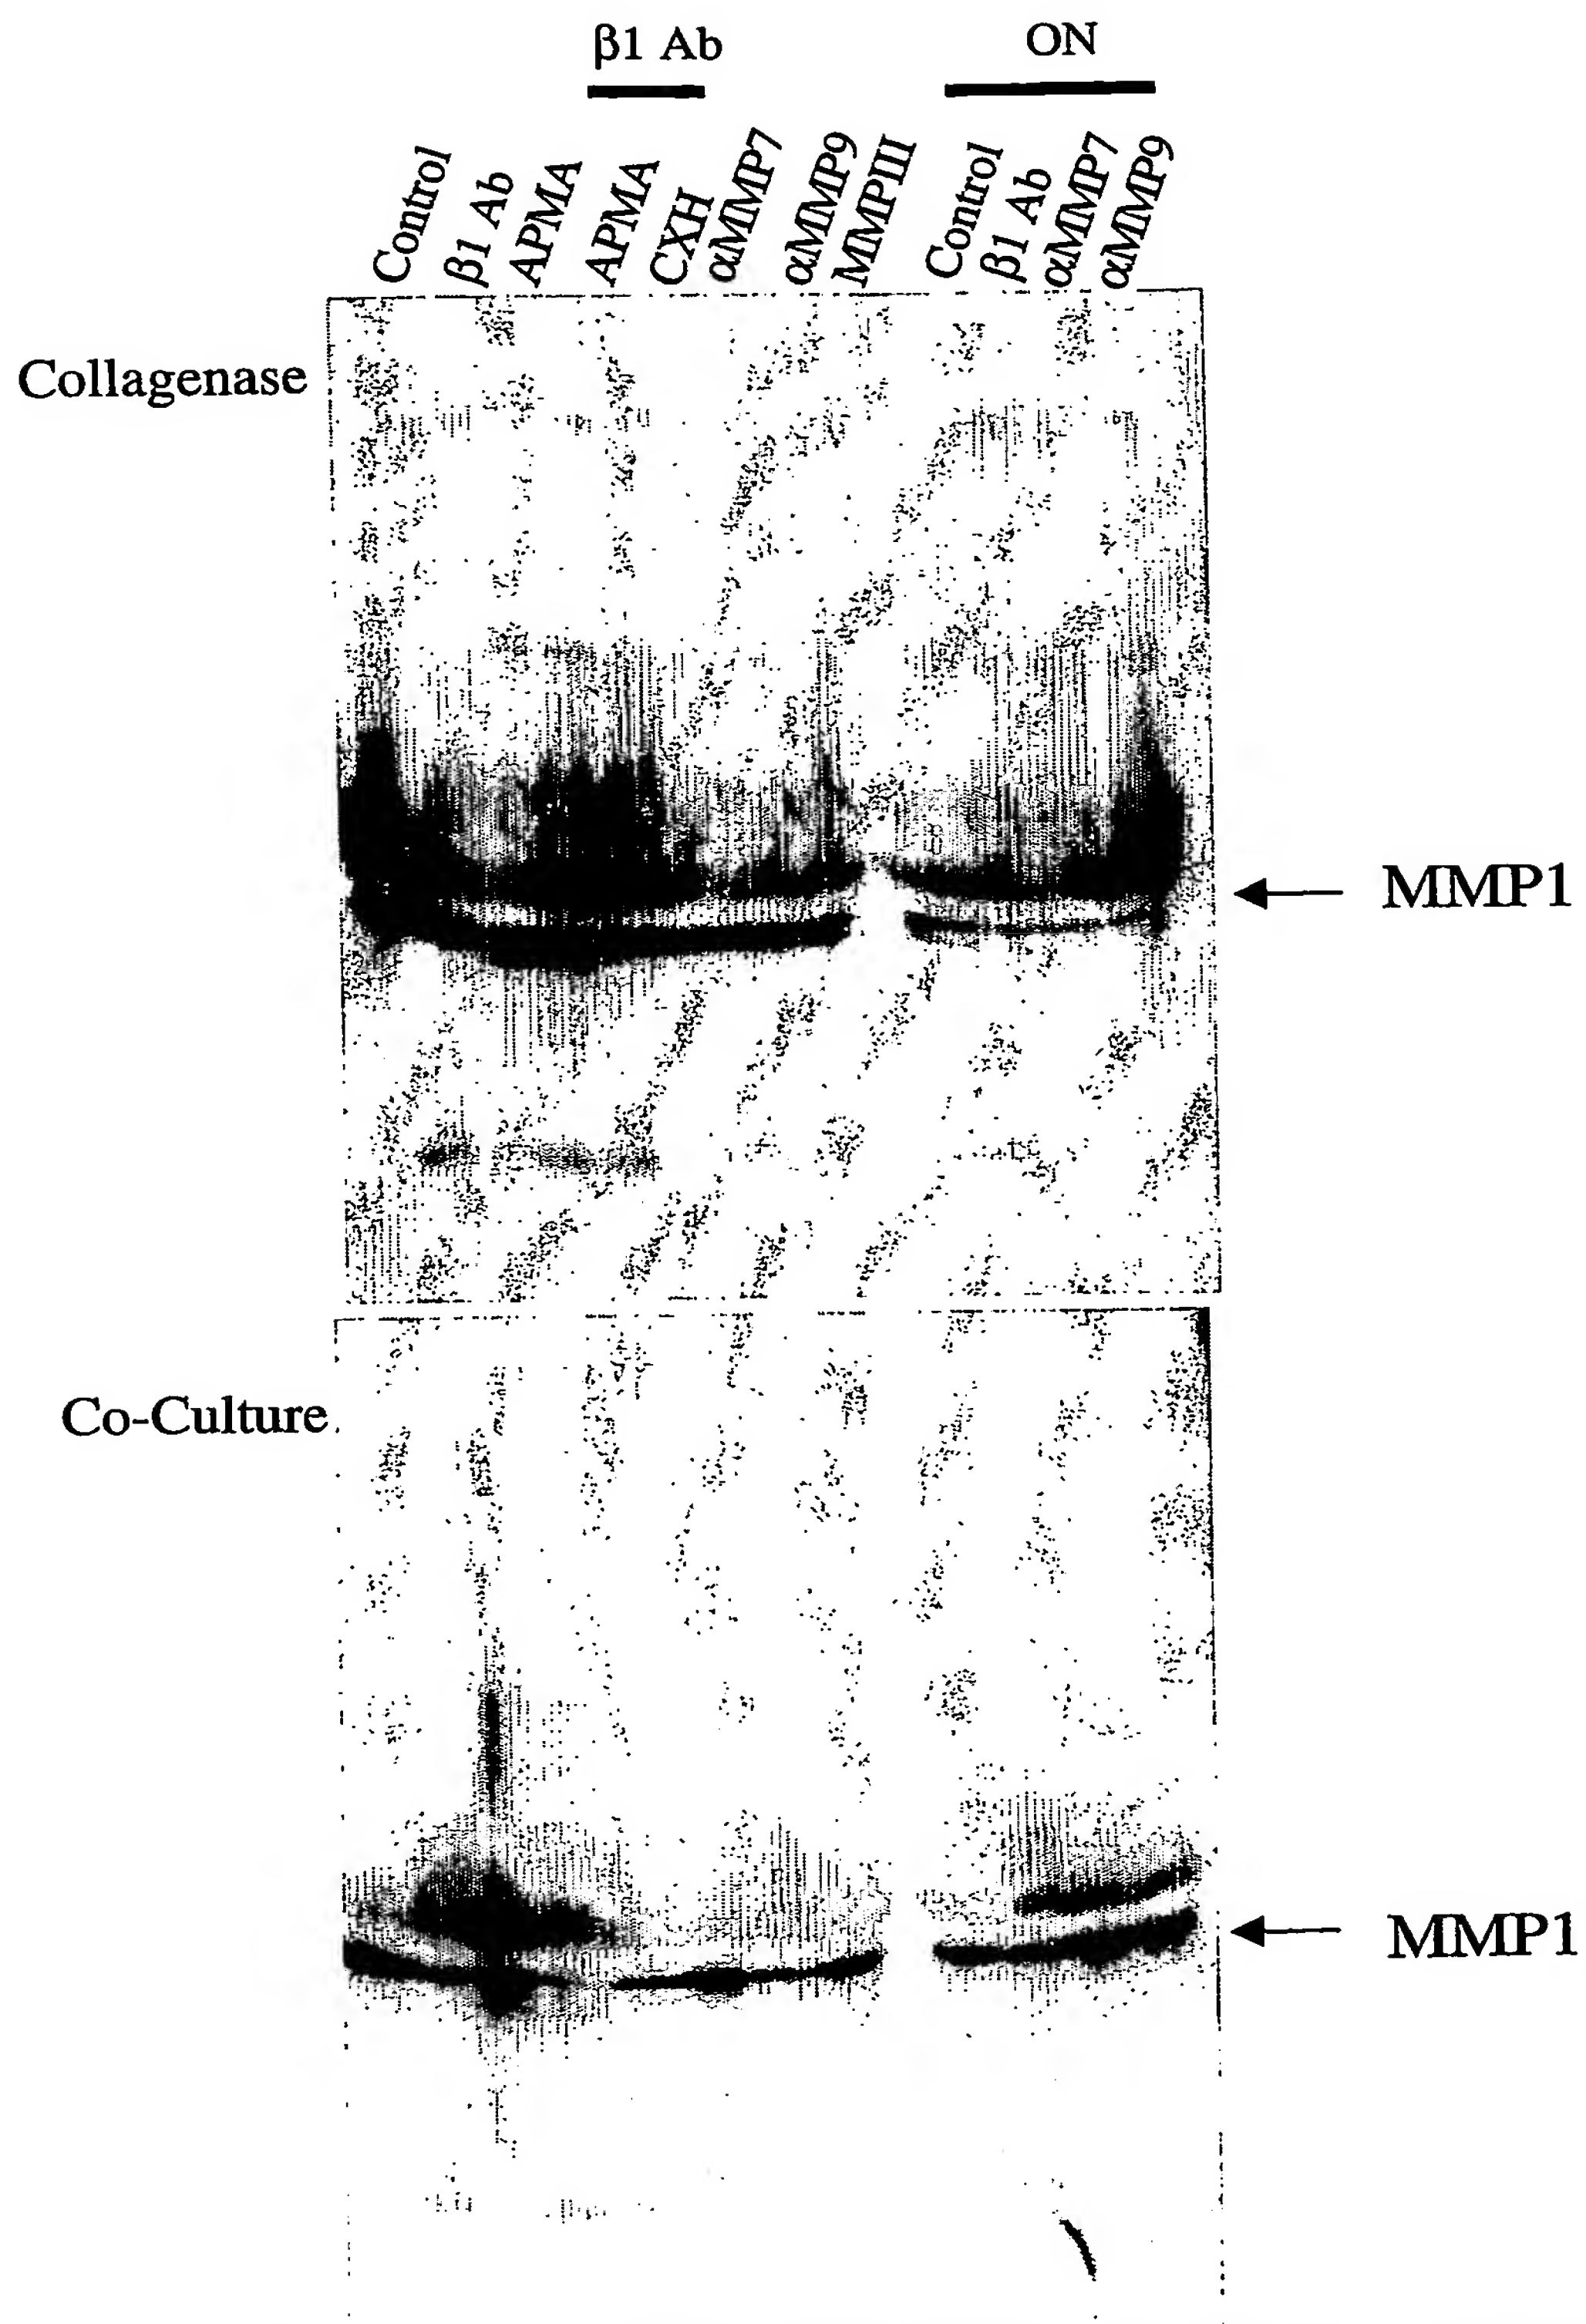 β1 Ab
ON
Control
β1 Ab
APMA
APMA
CXH
αMMP7
αMMP9
MMPIII
Control
β1 Ab
αMMP7
αMMP9
Collagenase
MMP1
Co-Culture
MMP1